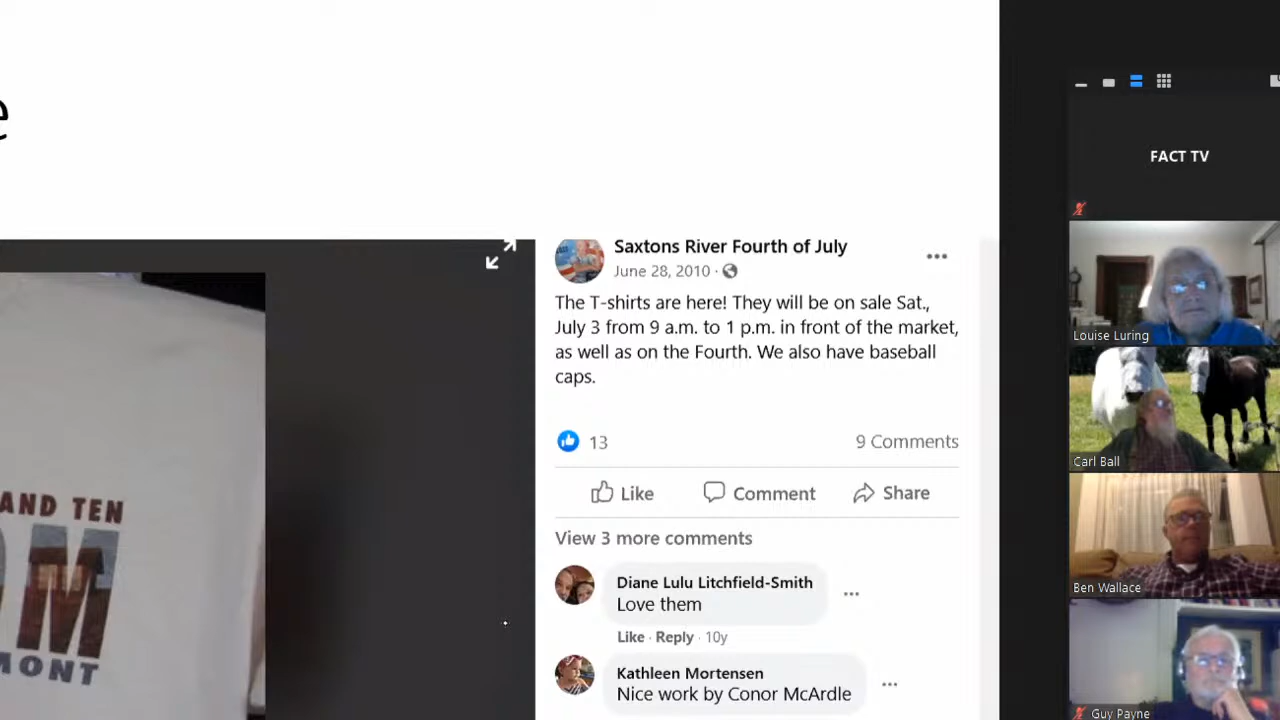 e
FACT TV
Saxtons River Fourth of July
June 28, 2010 ·
The T-shirts are here! They will be on sale Sat.,
July 3 from 9 a.m. to 1 p.m. in front of the market,
as well as on the Fourth. We also have baseball
caps.
13
9 Comments
Like
Comment
Share
View 3 more comments
Diane Lulu Litchfield-Smith
Love them
Like · Reply · 10y
Kathleen Mortensen
Nice work by Conor McArdle
AND TEN
OM
MONT
Louise Luring
Carl Ball
Ben Wallace
Guy Payne